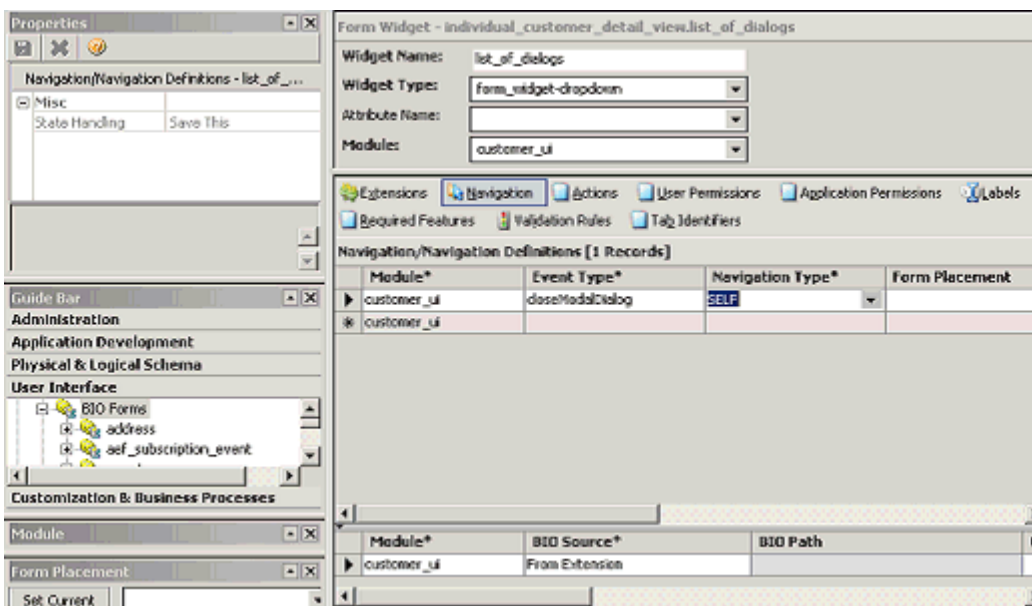 Properties
Navigation/Navigation Definitions - list_of_...
Misc
State Handling Save This
Guide Bar
Administration
Application Development
Physical & Logical Schema
User Interface
BIO Forms
address
aef_subscription_event
Customization & Business Processes
Module
Form Placement
Set Current
Form Widget - individual_customer_detail_view.list_of_dialogs
Widget Name: list_of_dialogs
Widget Type: form_widget-dropdown
Attribute Name:
Module: customer_ui
Extensions Navigation Actions User Permissions Application Permissions Labels
Required Features Validation Rules Tab Identifiers
Navigation/Navigation Definitions [1 Records]
Module* Event Type* Navigation Type* Form Placement
customer_ui closeModalDialog SELF
customer_ui
Module* BIO Source* BIO Path
customer_ui From Extension